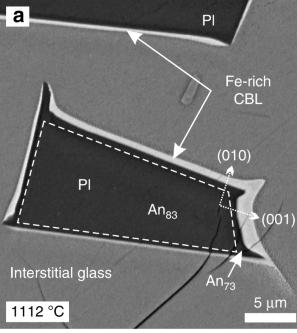 a
Pl
Fe-rich
CBL
(010)
Pl
An83
(001)
Interstitial glass
An73
1112 °C
5 μm